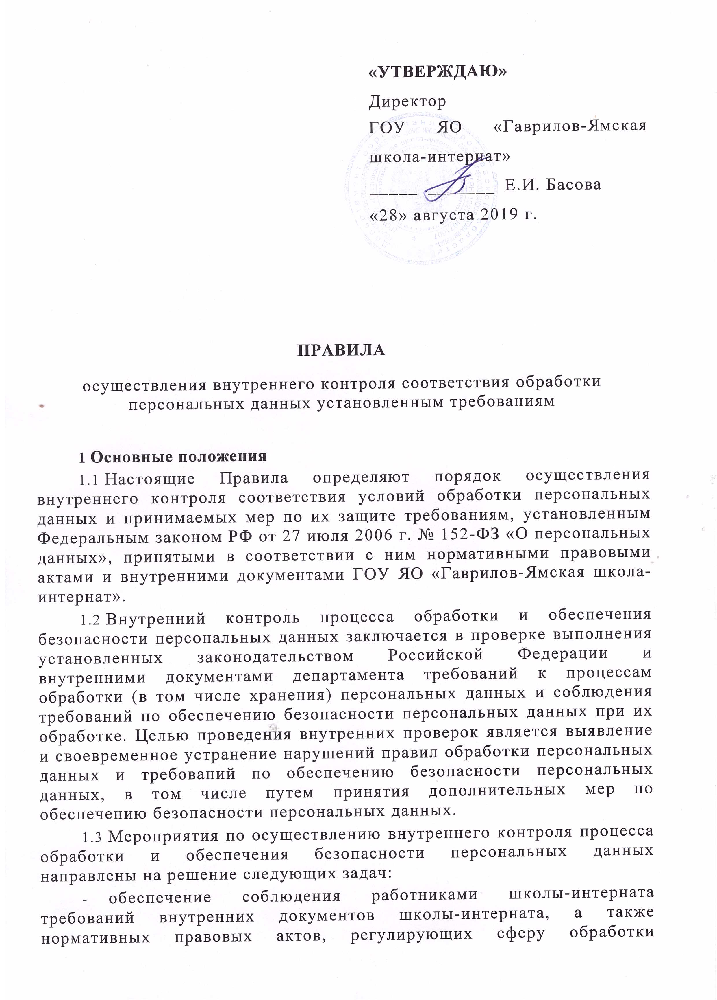 «УТВЕРЖДАЮ»
Директор
ГОУ ЯО «Гаврилов-Ямская
школа-интернат»
_____ _______ Е.И. Басова
«28» августа 2019 г.
ПРАВИЛА
осуществления внутреннего контроля соответствия обработки
персональных данных установленным требованиям
1 Основные положения
1.1 Настоящие Правила определяют порядок осуществления
внутреннего контроля соответствия условий обработки персональных
данных и принимаемых мер по их защите требованиям, установленным
Федеральным законом РФ от 27 июля 2006 г. № 152-ФЗ «О персональных
данных», принятыми в соответствии с ним нормативными правовыми
актами и внутренними документами ГОУ ЯО «Гаврилов-Ямская школа-
интернат».
1.2 Внутренний контроль процесса обработки и обеспечения
безопасности персональных данных заключается в проверке выполнения
установленных законодательством Российской Федерации и
внутренними документами департамента требований к процессам
обработки (в том числе хранения) персональных данных и соблюдения
требований по обеспечению безопасности персональных данных при их
обработке. Целью проведения внутренних проверок является выявление
и своевременное устранение нарушений правил обработки персональных
данных и требований по обеспечению безопасности персональных
данных, в том числе путем принятия дополнительных мер по
обеспечению безопасности персональных данных.
1.3 Мероприятия по осуществлению внутреннего контроля процесса
обработки и обеспечения безопасности персональных данных
направлены на решение следующих задач:
- обеспечение соблюдения работниками школы-интерната
требований внутренних документов школы-интерната, а также
нормативных правовых актов, регулирующих сферу обработки